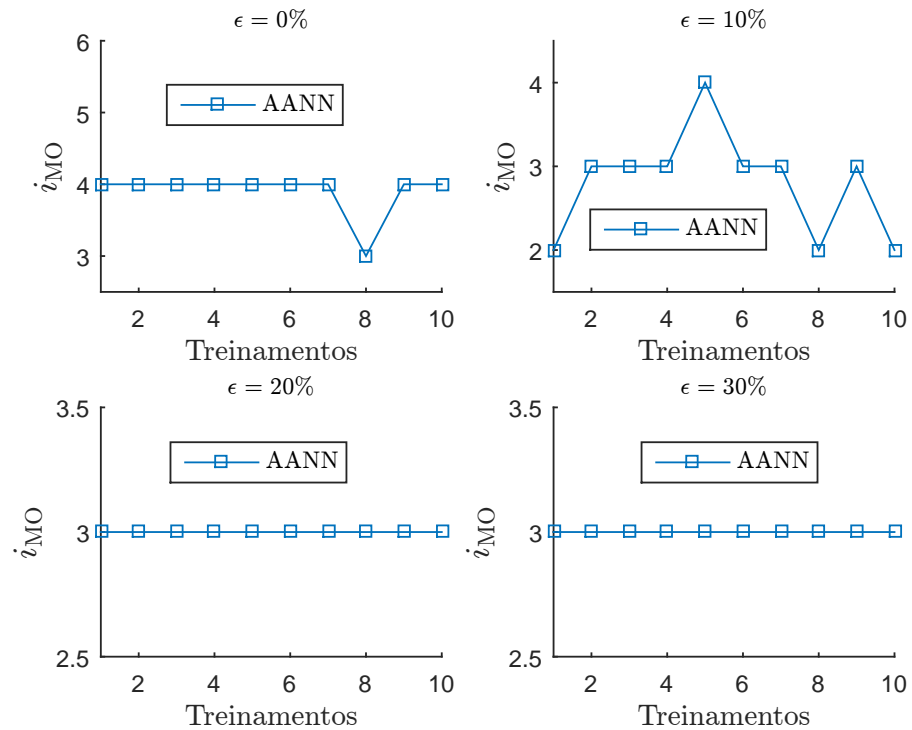 ϵ = 0%
6
5
4
3
i_MO
AANN
2 4 6 8 10
Treinamentos
ϵ = 10%
4
3
2
i_MO
AANN
2 4 6 8 10
Treinamentos
ϵ = 20%
3.5
3
2.5
i_MO
AANN
2 4 6 8 10
Treinamentos
ϵ = 30%
3.5
3
2.5
i_MO
AANN
2 4 6 8 10
Treinamentos